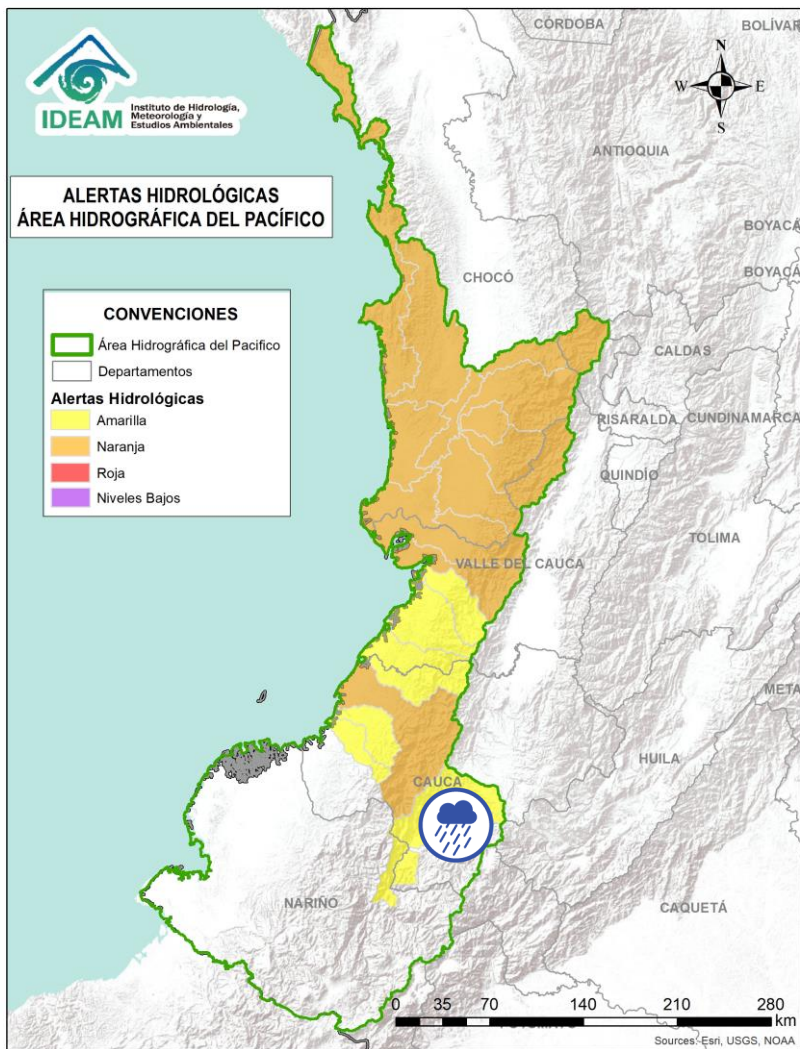 IDEAM
Instituto de Hidrología,
Meteorología y
Estudios Ambientales
ALERTAS HIDROLÓGICAS
ÁREA HIDROGRÁFICA DEL PACÍFICO
CONVENCIONES
Área Hidrográfica del Pacifico
Departamentos
Alertas Hidrológicas
Amarilla
Naranja
Roja
Niveles Bajos
CÓRDOBA
BOLÍVAR
N
W
E
S
ANTIOQUIA
BOYACÁ
CHOCÓ
BOYACÁ
CALDAS
RISARALDA
CUNDINAMARCA
QUINDÍO
TOLIMA
VALLE DEL CAUCA
META
HUILA
CAUCA
NARIÑO
CAQUETÁ
0 35 70 140 210 280
km
Sources: Esri, USGS, NOAA